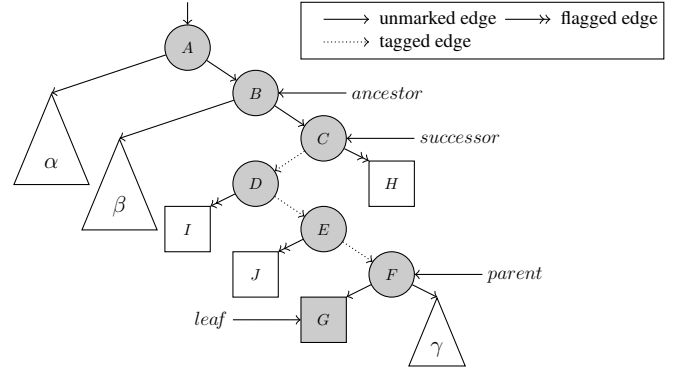 unmarked edge flagged edge
tagged edge
A
B
ancestor
C
successor
α
D
H
β
I
E
J
F
parent
leaf
G
γ